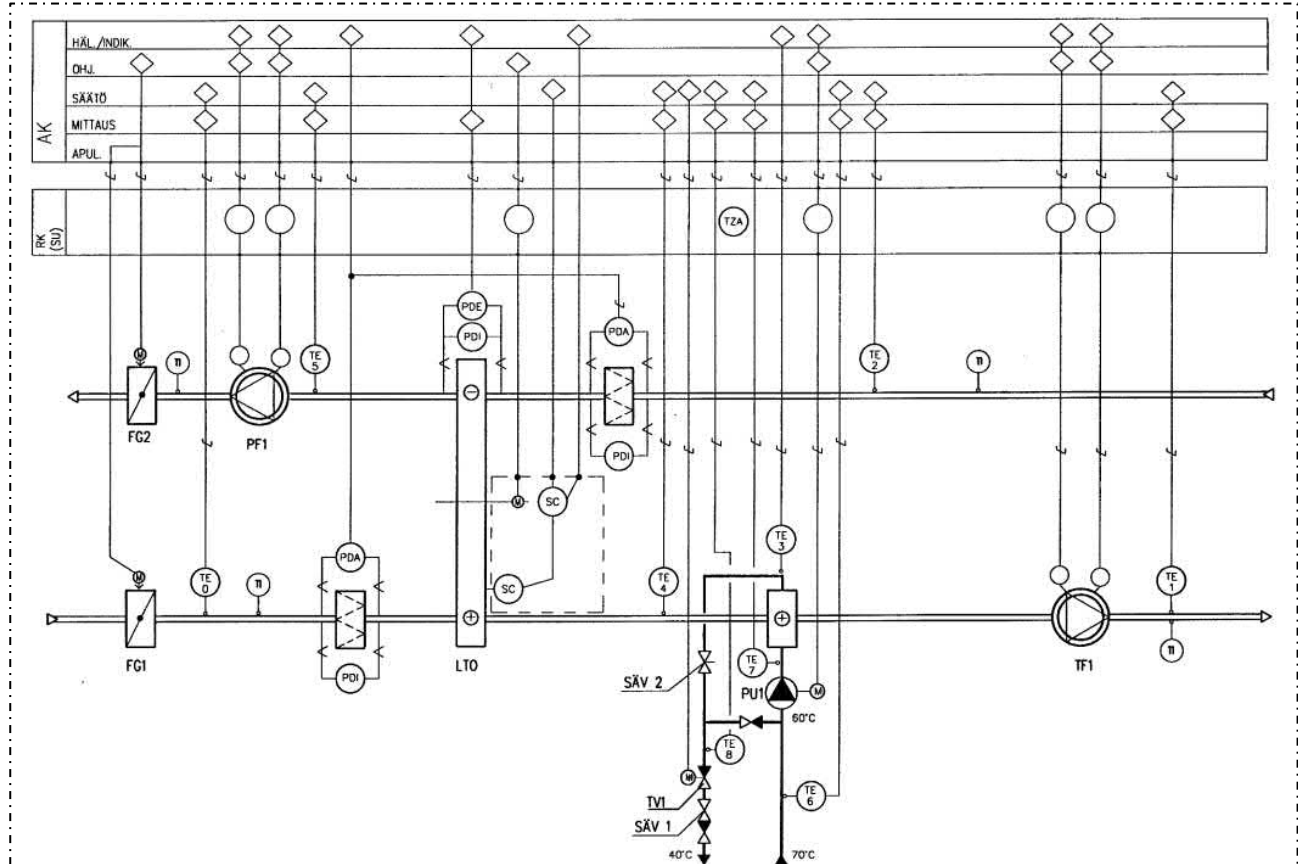 AK
HÄL./INDIK.
OHJ.
SÄÄTÖ
MITTAUS
APUL.
RK
(SU)
TZA
PDE
PDI
PDA
M
TI
TE
5
TE
2
TI
FG2
PF1
PDI
M
SC
TE
3
PDA
M
TE
0
TI
SC
TE
4
TE
1
FG1
PDI
LTO
TE
7
TF1
TI
SÄV 2
PU1
M
60°C
TE
8
M
TV1
TE
6
SÄV 1
40°C
70°C